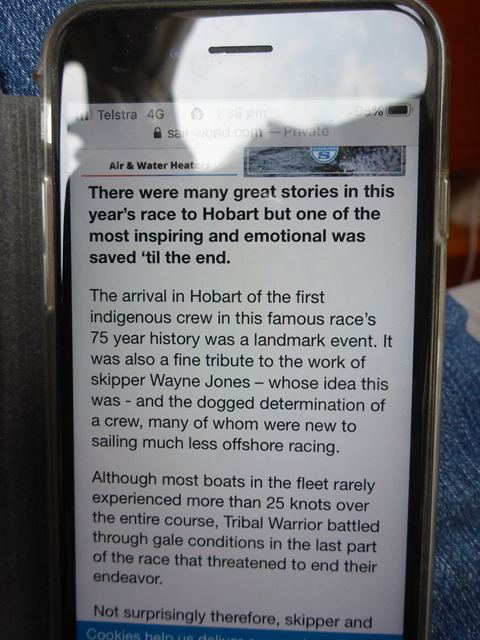 Telstra 4G 1:38 pm 95%
sail-world.com — Private
Air & Water Heaters
There were many great stories in this
year's race to Hobart but one of the
most inspiring and emotional was
saved 'til the end.
The arrival in Hobart of the first
indigenous crew in this famous race's
75 year history was a landmark event. It
was also a fine tribute to the work of
skipper Wayne Jones – whose idea this
was - and the dogged determination of
a crew, many of whom were new to
sailing much less offshore racing.
Although most boats in the fleet rarely
experienced more than 25 knots over
the entire course, Tribal Warrior battled
through gale conditions in the last part
of the race that threatened to end their
endeavor.
Not surprisingly therefore, skipper and
Cookies help us deliver